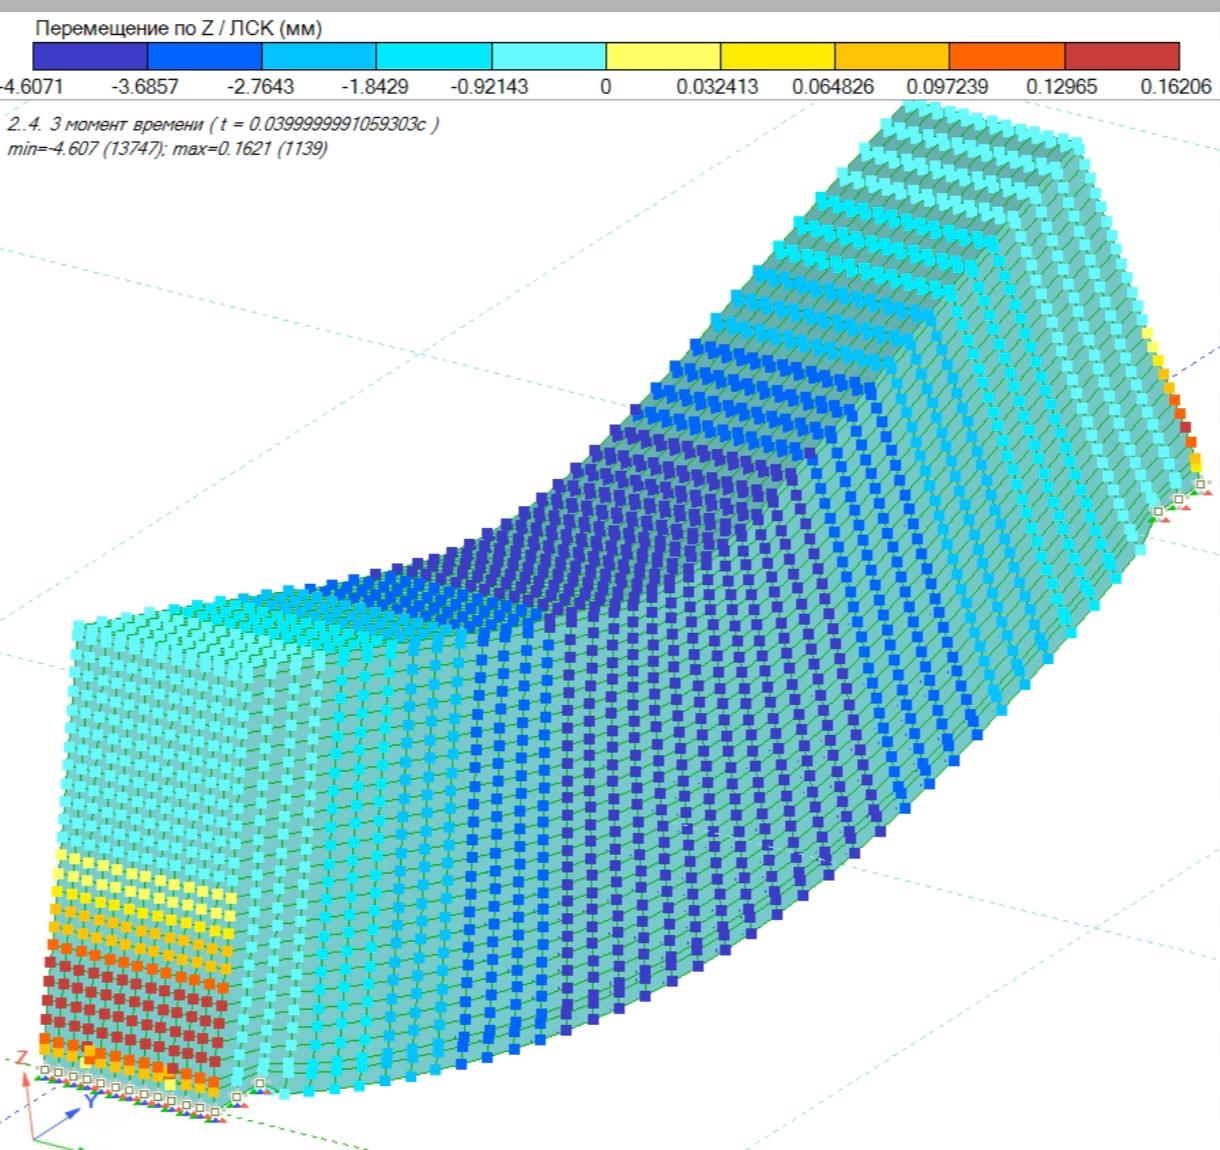 Перемещение по Z / ЛСК (мм)
-4.6071 -3.6857 -2.7643 -1.8429 -0.92143 0 0.032413 0.064826 0.097239 0.12965 0.16206
2..4. 3 момент времени ( t = 0.0399999991059303с )
min=-4.607 (13747); max=0.1621 (1139)
Z
Y